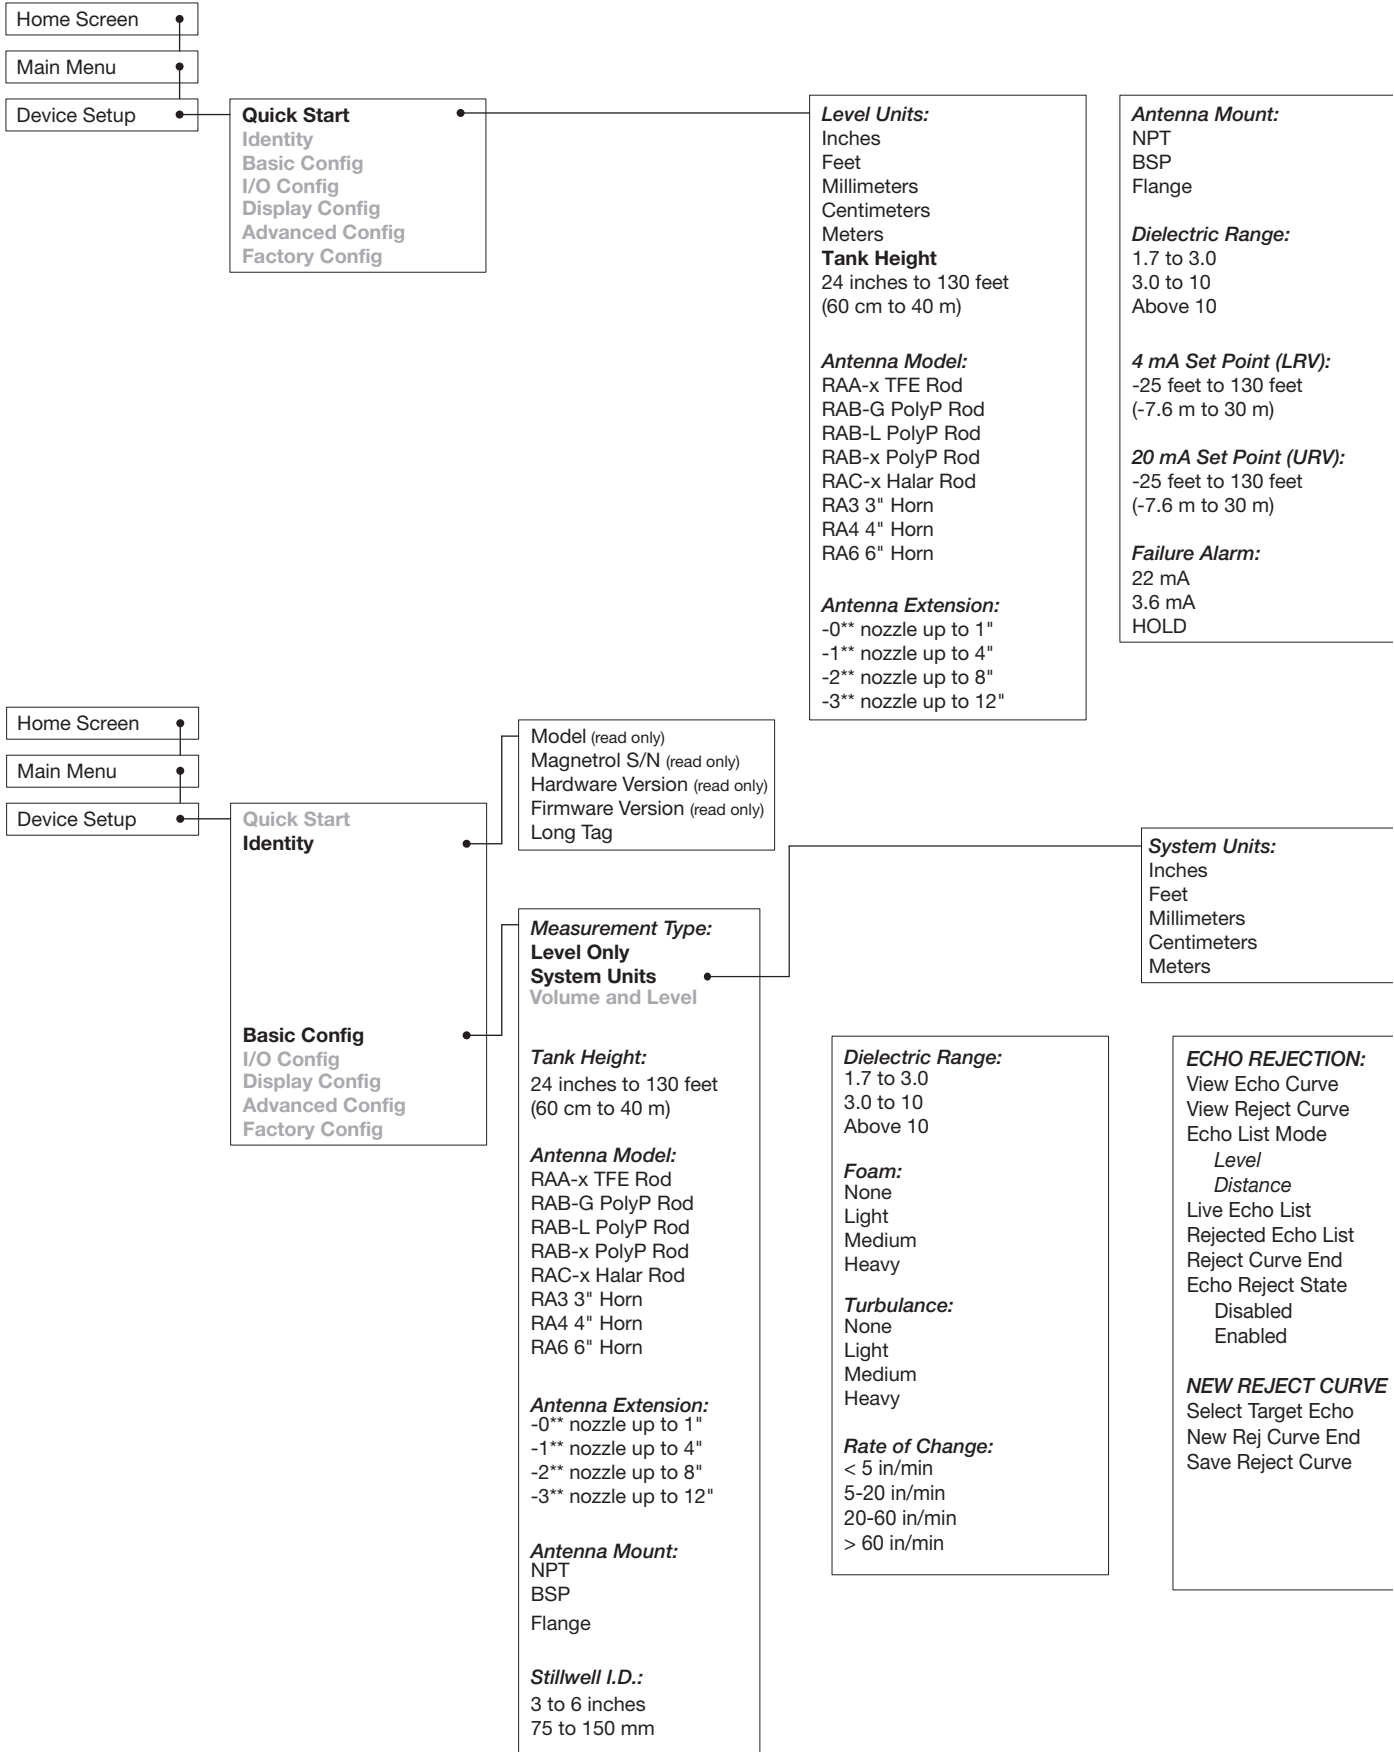 Home Screen
Main Menu
Device Setup
Quick Start
Identity
Basic Config
I/O Config
Display Config
Advanced Config
Factory Config
Level Units:
Inches
Feet
Millimeters
Centimeters
Meters
Tank Height
24 inches to 130 feet
(60 cm to 40 m)
Antenna Model:
RAA-x TFE Rod
RAB-G PolyP Rod
RAB-L PolyP Rod
RAB-x PolyP Rod
RAC-x Halar Rod
RA3 3" Horn
RA4 4" Horn
RA6 6" Horn
Antenna Extension:
-0** nozzle up to 1"
-1** nozzle up to 4"
-2** nozzle up to 8"
-3** nozzle up to 12"
Antenna Mount:
NPT
BSP
Flange
Dielectric Range:
1.7 to 3.0
3.0 to 10
Above 10
4 mA Set Point (LRV):
-25 feet to 130 feet
(-7.6 m to 30 m)
20 mA Set Point (URV):
-25 feet to 130 feet
(-7.6 m to 30 m)
Failure Alarm:
22 mA
3.6 mA
HOLD
Home Screen
Main Menu
Device Setup
Quick Start
Identity
Basic Config
I/O Config
Display Config
Advanced Config
Factory Config
Model (read only)
Magnetrol S/N (read only)
Hardware Version (read only)
Firmware Version (read only)
Long Tag
Measurement Type:
Level Only
System Units
Volume and Level
Tank Height:
24 inches to 130 feet
(60 cm to 40 m)
Antenna Model:
RAA-x TFE Rod
RAB-G PolyP Rod
RAB-L PolyP Rod
RAB-x PolyP Rod
RAC-x Halar Rod
RA3 3" Horn
RA4 4" Horn
RA6 6" Horn
Antenna Extension:
-0** nozzle up to 1"
-1** nozzle up to 4"
-2** nozzle up to 8"
-3** nozzle up to 12"
Antenna Mount:
NPT
BSP
Flange
Stillwell I.D.:
3 to 6 inches
75 to 150 mm
System Units:
Inches
Feet
Millimeters
Centimeters
Meters
Dielectric Range:
1.7 to 3.0
3.0 to 10
Above 10
Foam:
None
Light
Medium
Heavy
Turbulance:
None
Light
Medium
Heavy
Rate of Change:
< 5 in/min
5-20 in/min
20-60 in/min
> 60 in/min
ECHO REJECTION:
View Echo Curve
View Reject Curve
Echo List Mode
Level
Distance
Live Echo List
Rejected Echo List
Reject Curve End
Echo Reject State
Disabled
Enabled
NEW REJECT CURVE
Select Target Echo
New Rej Curve End
Save Reject Curve